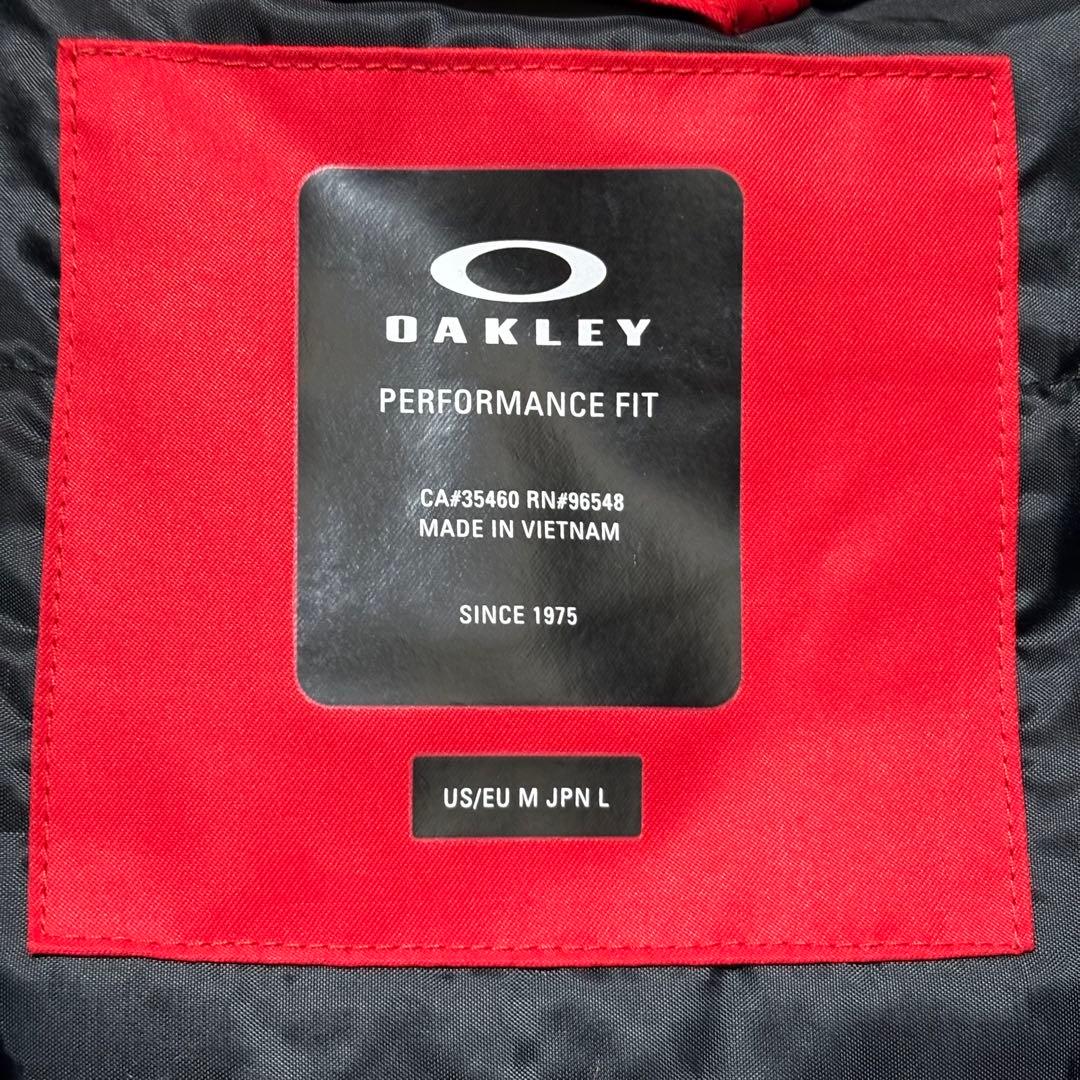 OAKLEY
PERFORMANCE FIT
CA#35460 RN#96548
MADE IN VIETNAM
SINCE 1975
US/EU M JPN L